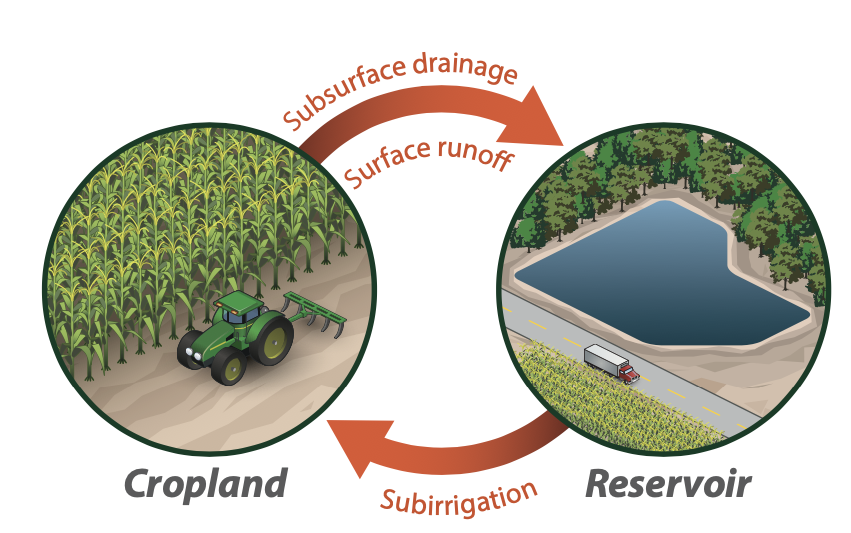 Subsurface drainage
Surface runoff
Cropland
Reservoir
Subirrigation